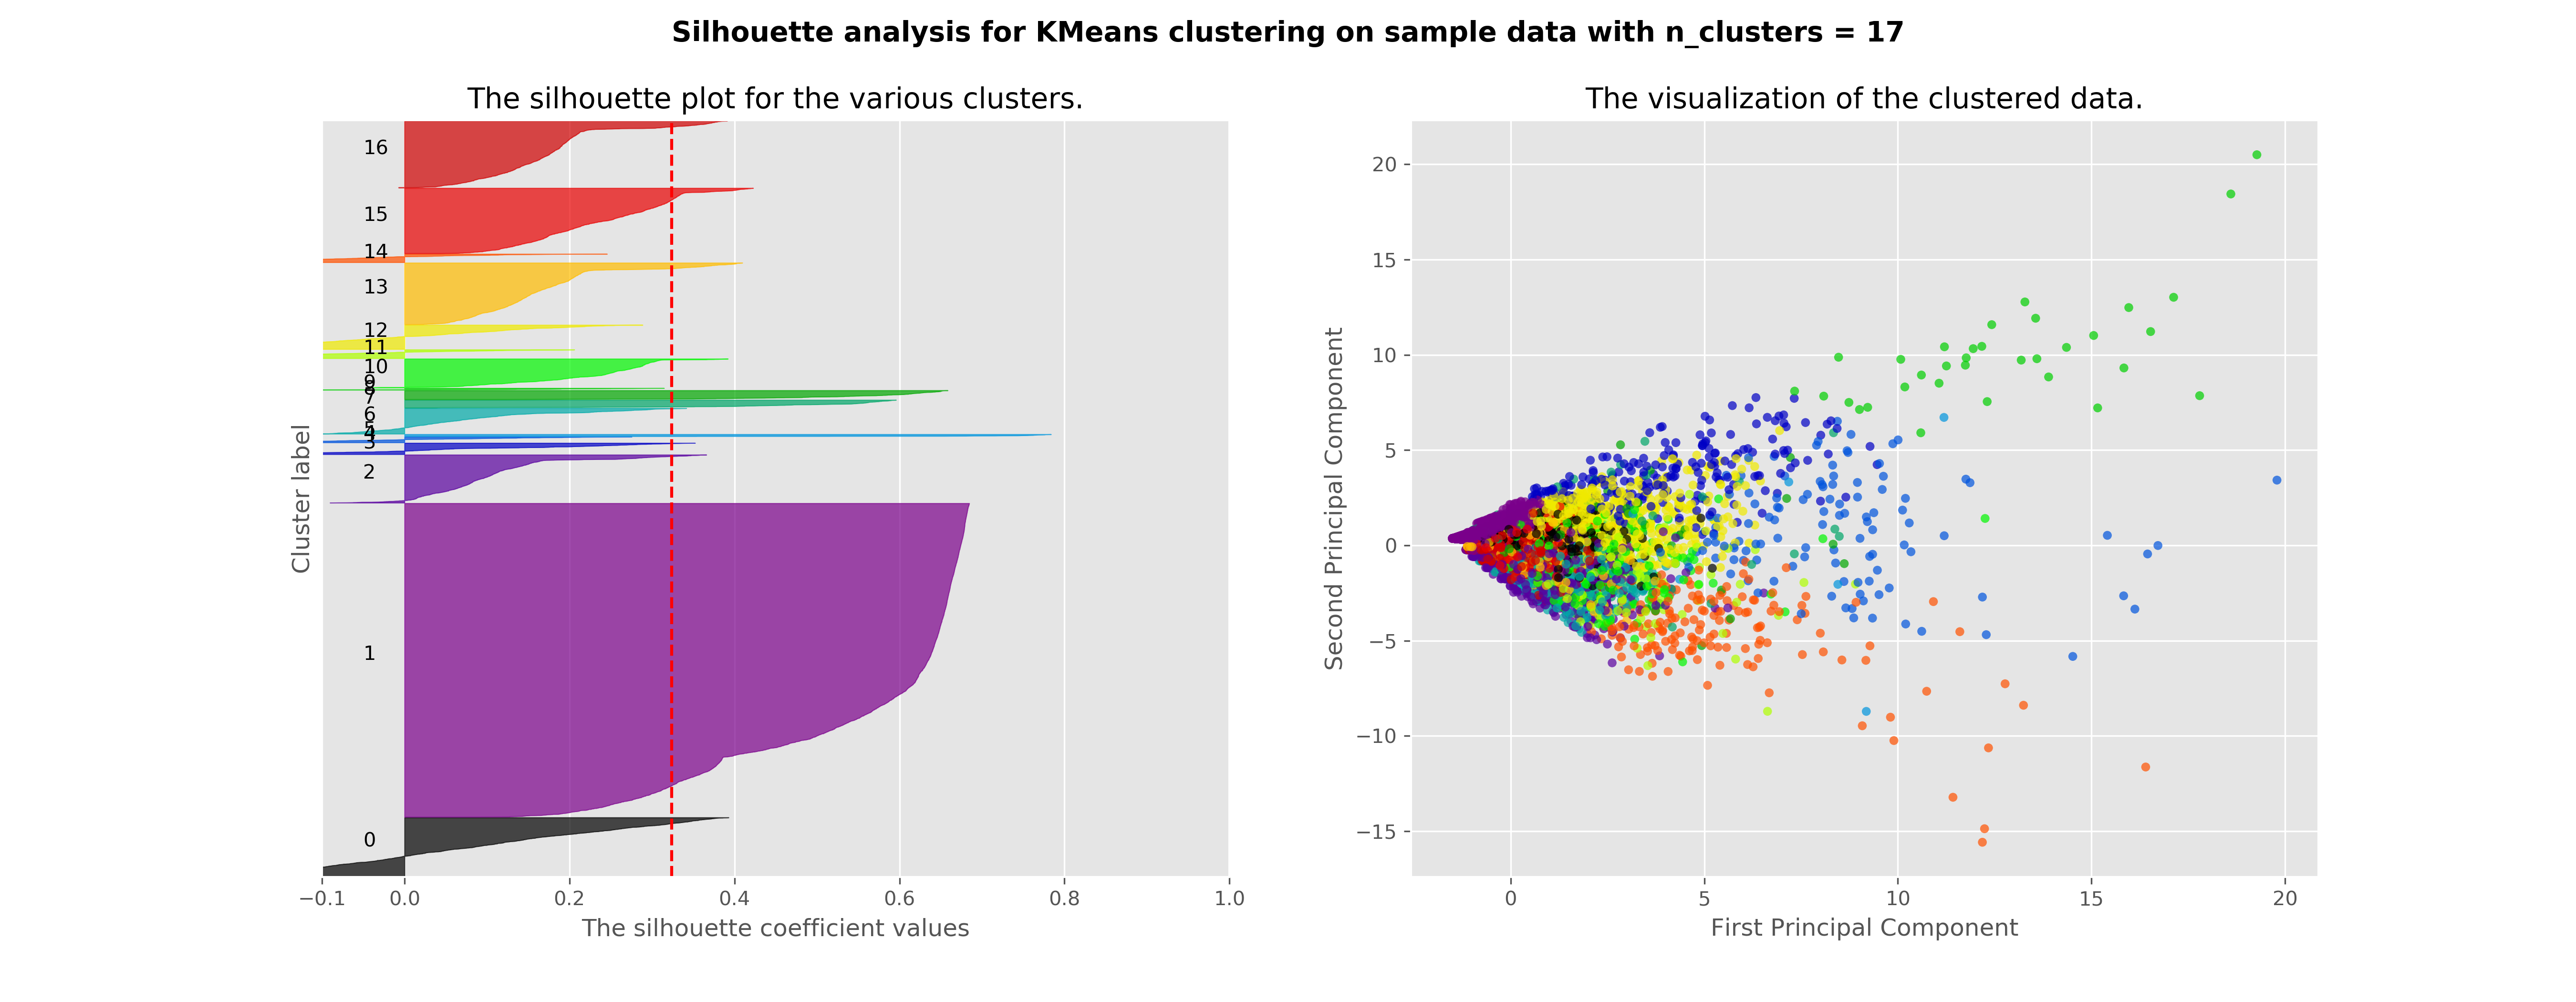 Silhouette analysis for KMeans clustering on sample data with n_clusters = 17
The silhouette plot for the various clusters.
16
15
14
13
12
11
10
9
8
7
6
5
4
3
2
1
0
Cluster label
−0.1 0.0 0.2 0.4 0.6 0.8 1.0
The silhouette coefficient values
The visualization of the clustered data.
20
15
10
5
0
−5
−10
−15
Second Principal Component
0 5 10 15 20
First Principal Component